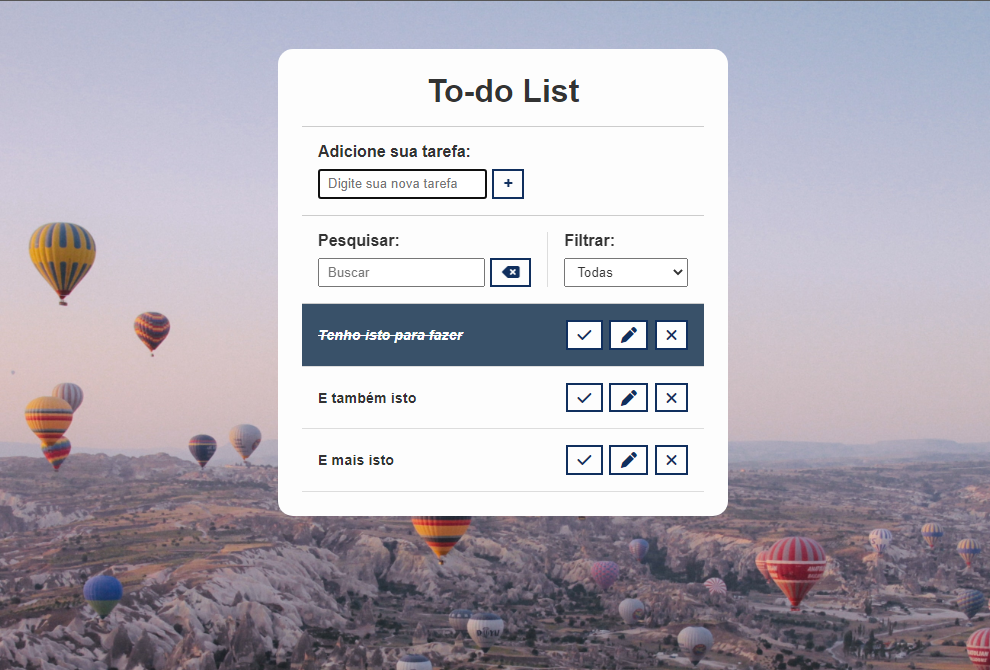 To-do List
Adicione sua tarefa:
Digite sua nova tarefa
+
Pesquisar:
Filtrar:
Buscar
Todas
Tenho isto para fazer
E também isto
E mais isto